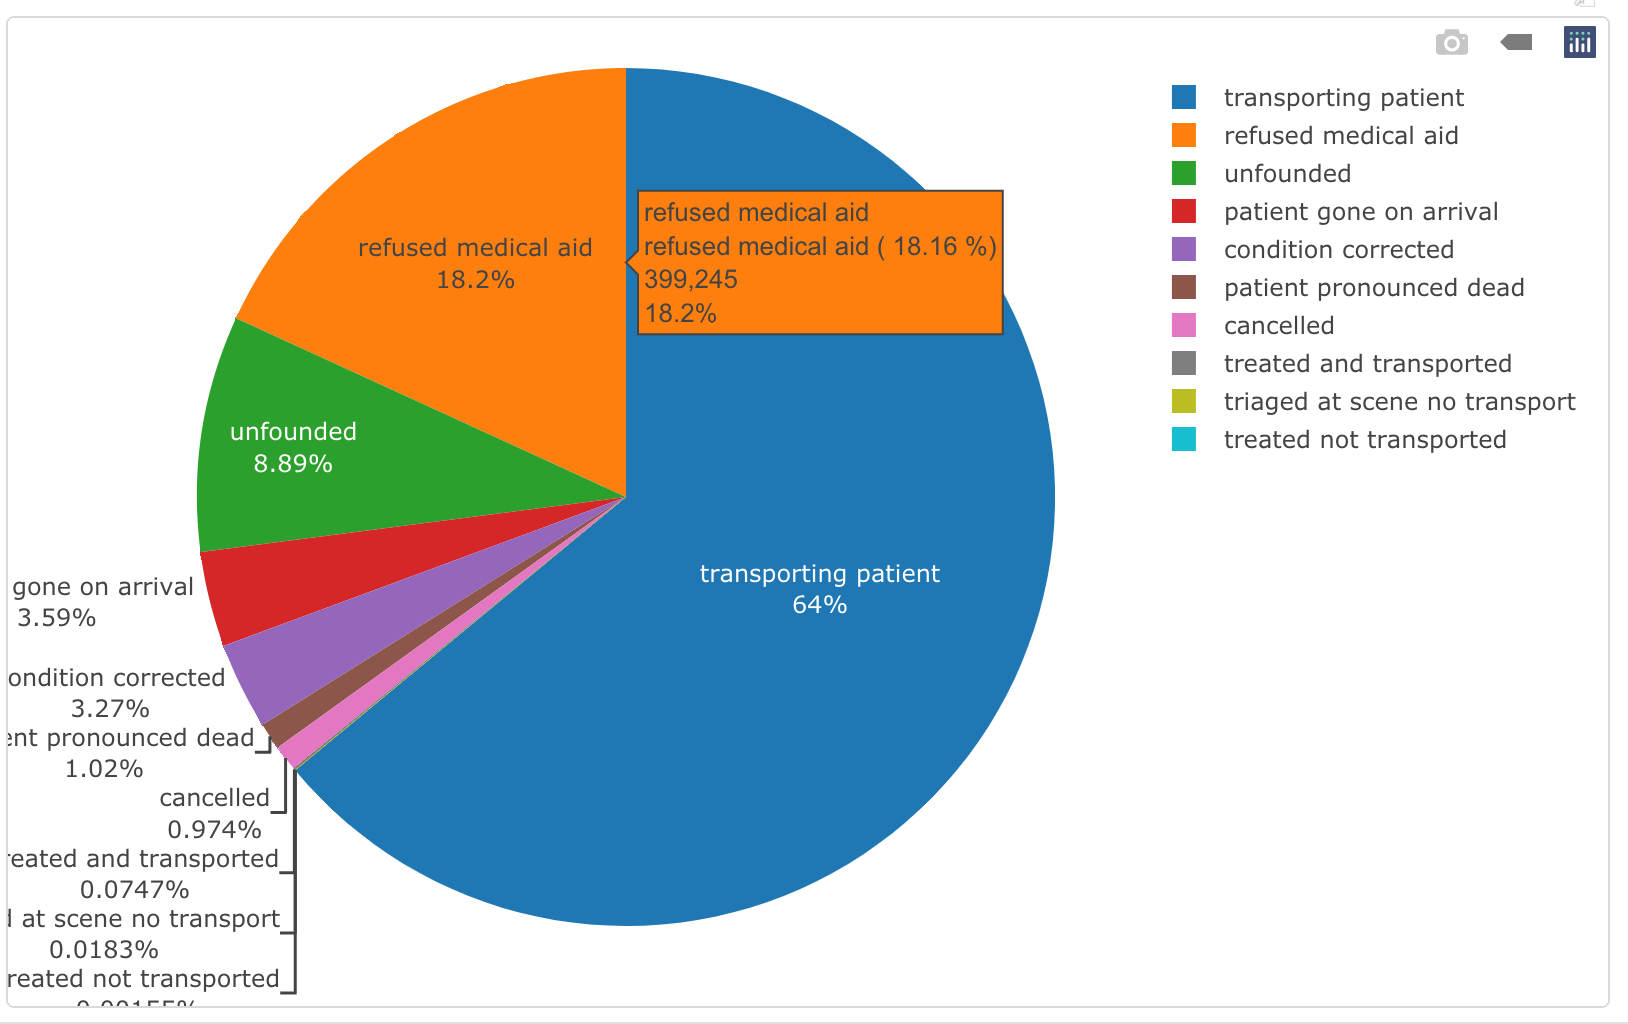 transporting patient
refused medical aid
unfounded
patient gone on arrival
condition corrected
patient pronounced dead
cancelled
treated and transported
triaged at scene no transport
treated not transported
refused medical aid
18.2%
refused medical aid
refused medical aid ( 18.16 %)
399,245
18.2%
unfounded
8.89%
transporting patient
64%
gone on arrival
3.59%
ondition corrected
3.27%
ent pronounced dead
1.02%
cancelled
0.974%
reated and transported
0.0747%
d at scene no transport
0.0183%
reated not transported